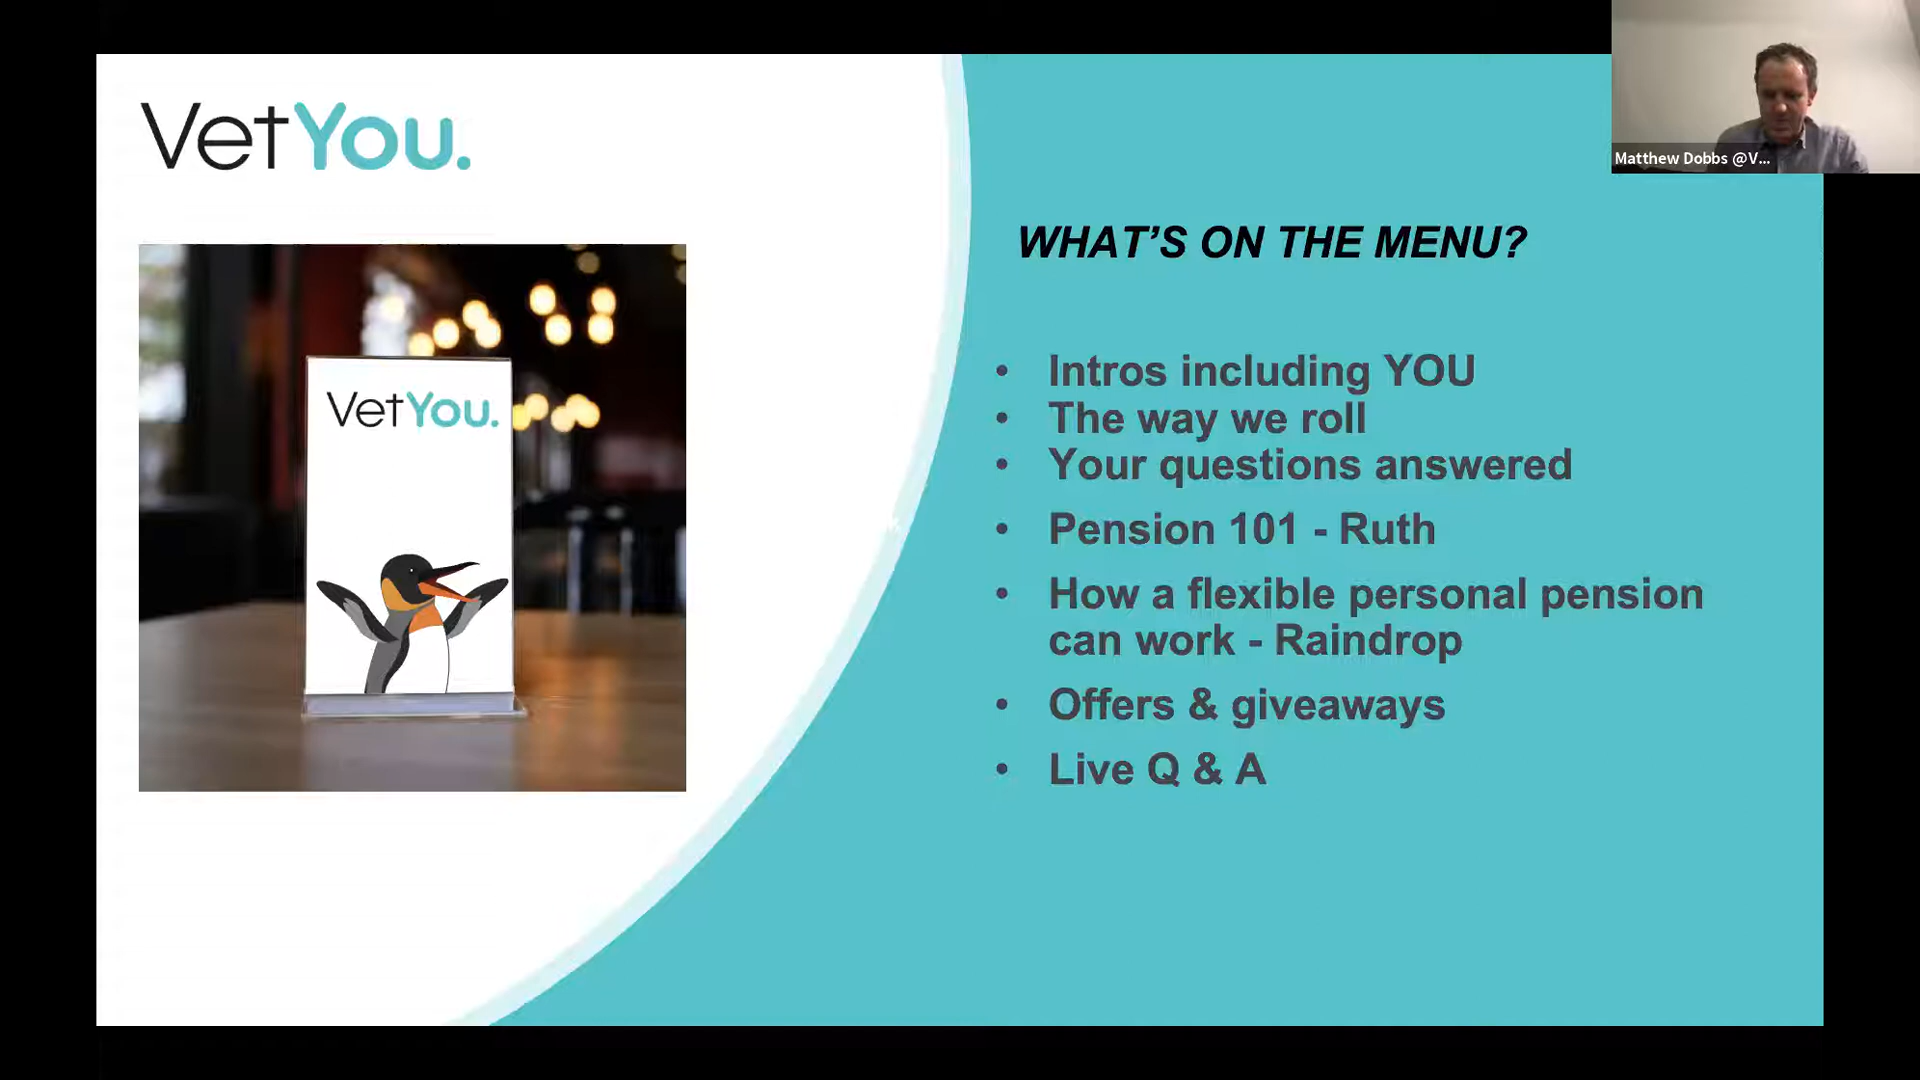 VetYou.
Matthew Dobbs @V...
WHAT’S ON THE MENU?
VetYou.
• Intros including YOU
• The way we roll
• Your questions answered
• Pension 101 - Ruth
• How a flexible personal pension
can work - Raindrop
• Offers & giveaways
• Live Q & A